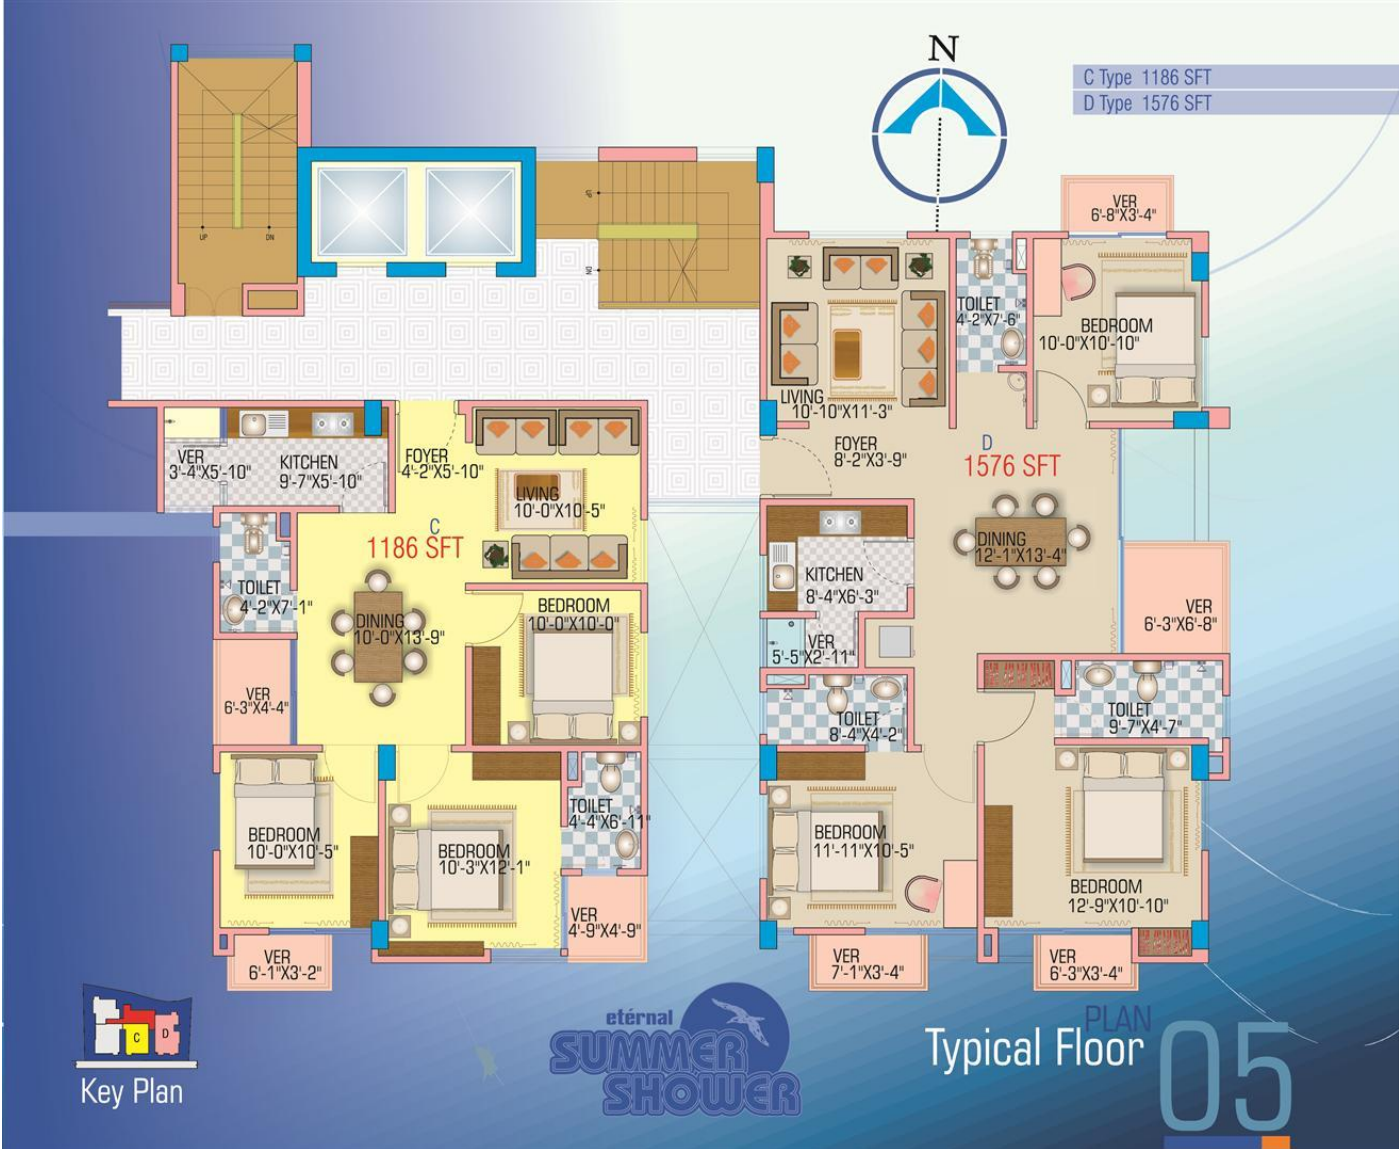 N
C Type 1186 SFT
D Type 1576 SFT
UP
DN
UP
DN
VER
6'-8"X3'-4"
TOILET
4'-2"X7'-6"
BEDROOM
10'-0"X10'-10"
LIVING
10'-10"X11'-3"
FOYER
8'-2"X3'-9"
D
1576 SFT
VER
3'-4"X5'-10"
KITCHEN
9'-7"X5'-10"
FOYER
4'-2"X5'-10"
LIVING
10'-0"X10'-5"
C
1186 SFT
DINING
12'-1"X13'-4"
KITCHEN
8'-4"X6'-3"
TOILET
4'-2"X7'-1"
DINING
10'-0"X13'-9"
BEDROOM
10'-0"X10'-0"
VER
6'-3"X6'-8"
VER
5'-5"X2'-11"
VER
6'-3"X4'-4"
TOILET
8'-4"X4'-2"
TOILET
9'-7"X4'-7"
BEDROOM
10'-0"X10'-5"
BEDROOM
10'-3"X12'-1"
TOILET
4'-4"X6'-11"
BEDROOM
11'-11"X10'-5"
BEDROOM
12'-9"X10'-10"
VER
4'-9"X4'-9"
VER
6'-1"X3'-2"
VER
7'-1"X3'-4"
VER
6'-3"X3'-4"
C
D
Key Plan
etérnal
SUMMER
SHOWER
PLAN
Typical Floor
05